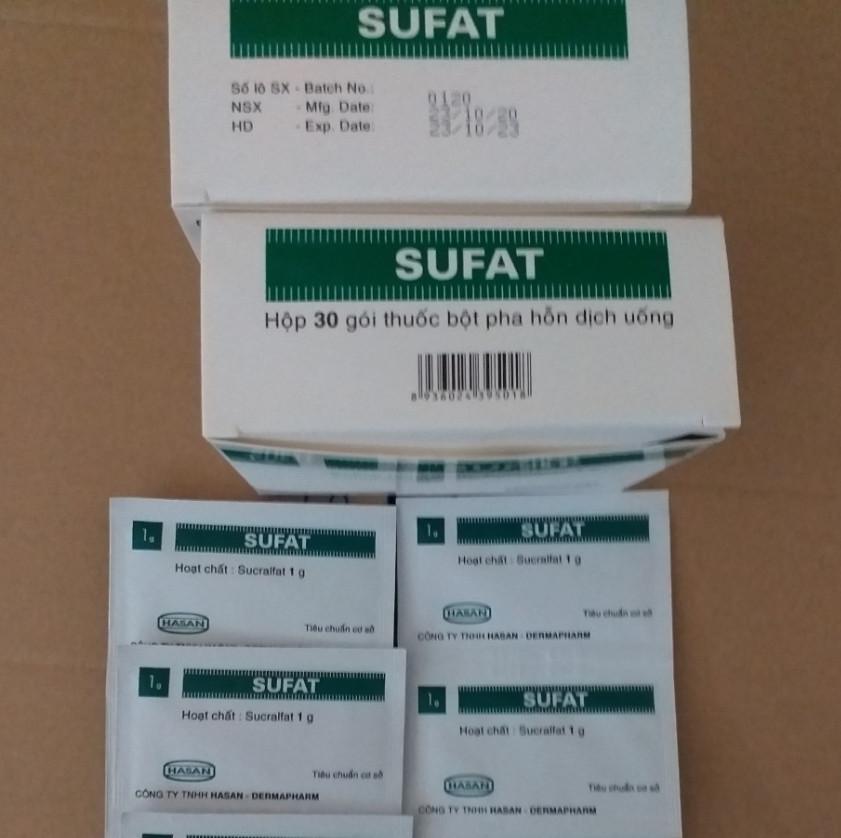 SUFAT
Số lô SX - Batch No.:
0120
NSX - Mfg. Date:
23/10/20
HD - Exp. Date:
23/10/23
SUFAT
Hộp 30 gói thuốc bột pha hỗn dịch uống
8 936024 395018
1g SUFAT
Hoạt chất : Sucralfat 1 g
HASAN
Tiêu chuẩn cơ sở
1g SUFAT
Hoạt chất : Sucralfat 1 g
HASAN
Tiêu chuẩn cơ sở
CÔNG TY TNHH HASAN - DERMAPHARM
1g SUFAT
Hoạt chất : Sucralfat 1 g
HASAN
Tiêu chuẩn cơ sở
CÔNG TY TNHH HASAN - DERMAPHARM
1g SUFAT
Hoạt chất : Sucralfat 1 g
HASAN
Tiêu chuẩn cơ sở
CÔNG TY TNHH HASAN - DERMAPHARM